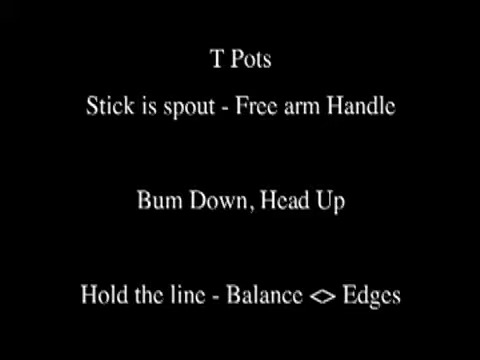 T Pots
Stick is spout - Free arm Handle
Bum Down, Head Up
Hold the line - Balance <> Edges